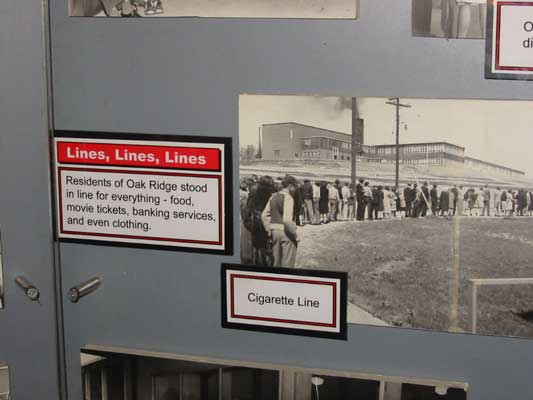 Lines, Lines, Lines
Residents of Oak Ridge stood
in line for everything - food,
movie tickets, banking services,
and even clothing.
Cigarette Line